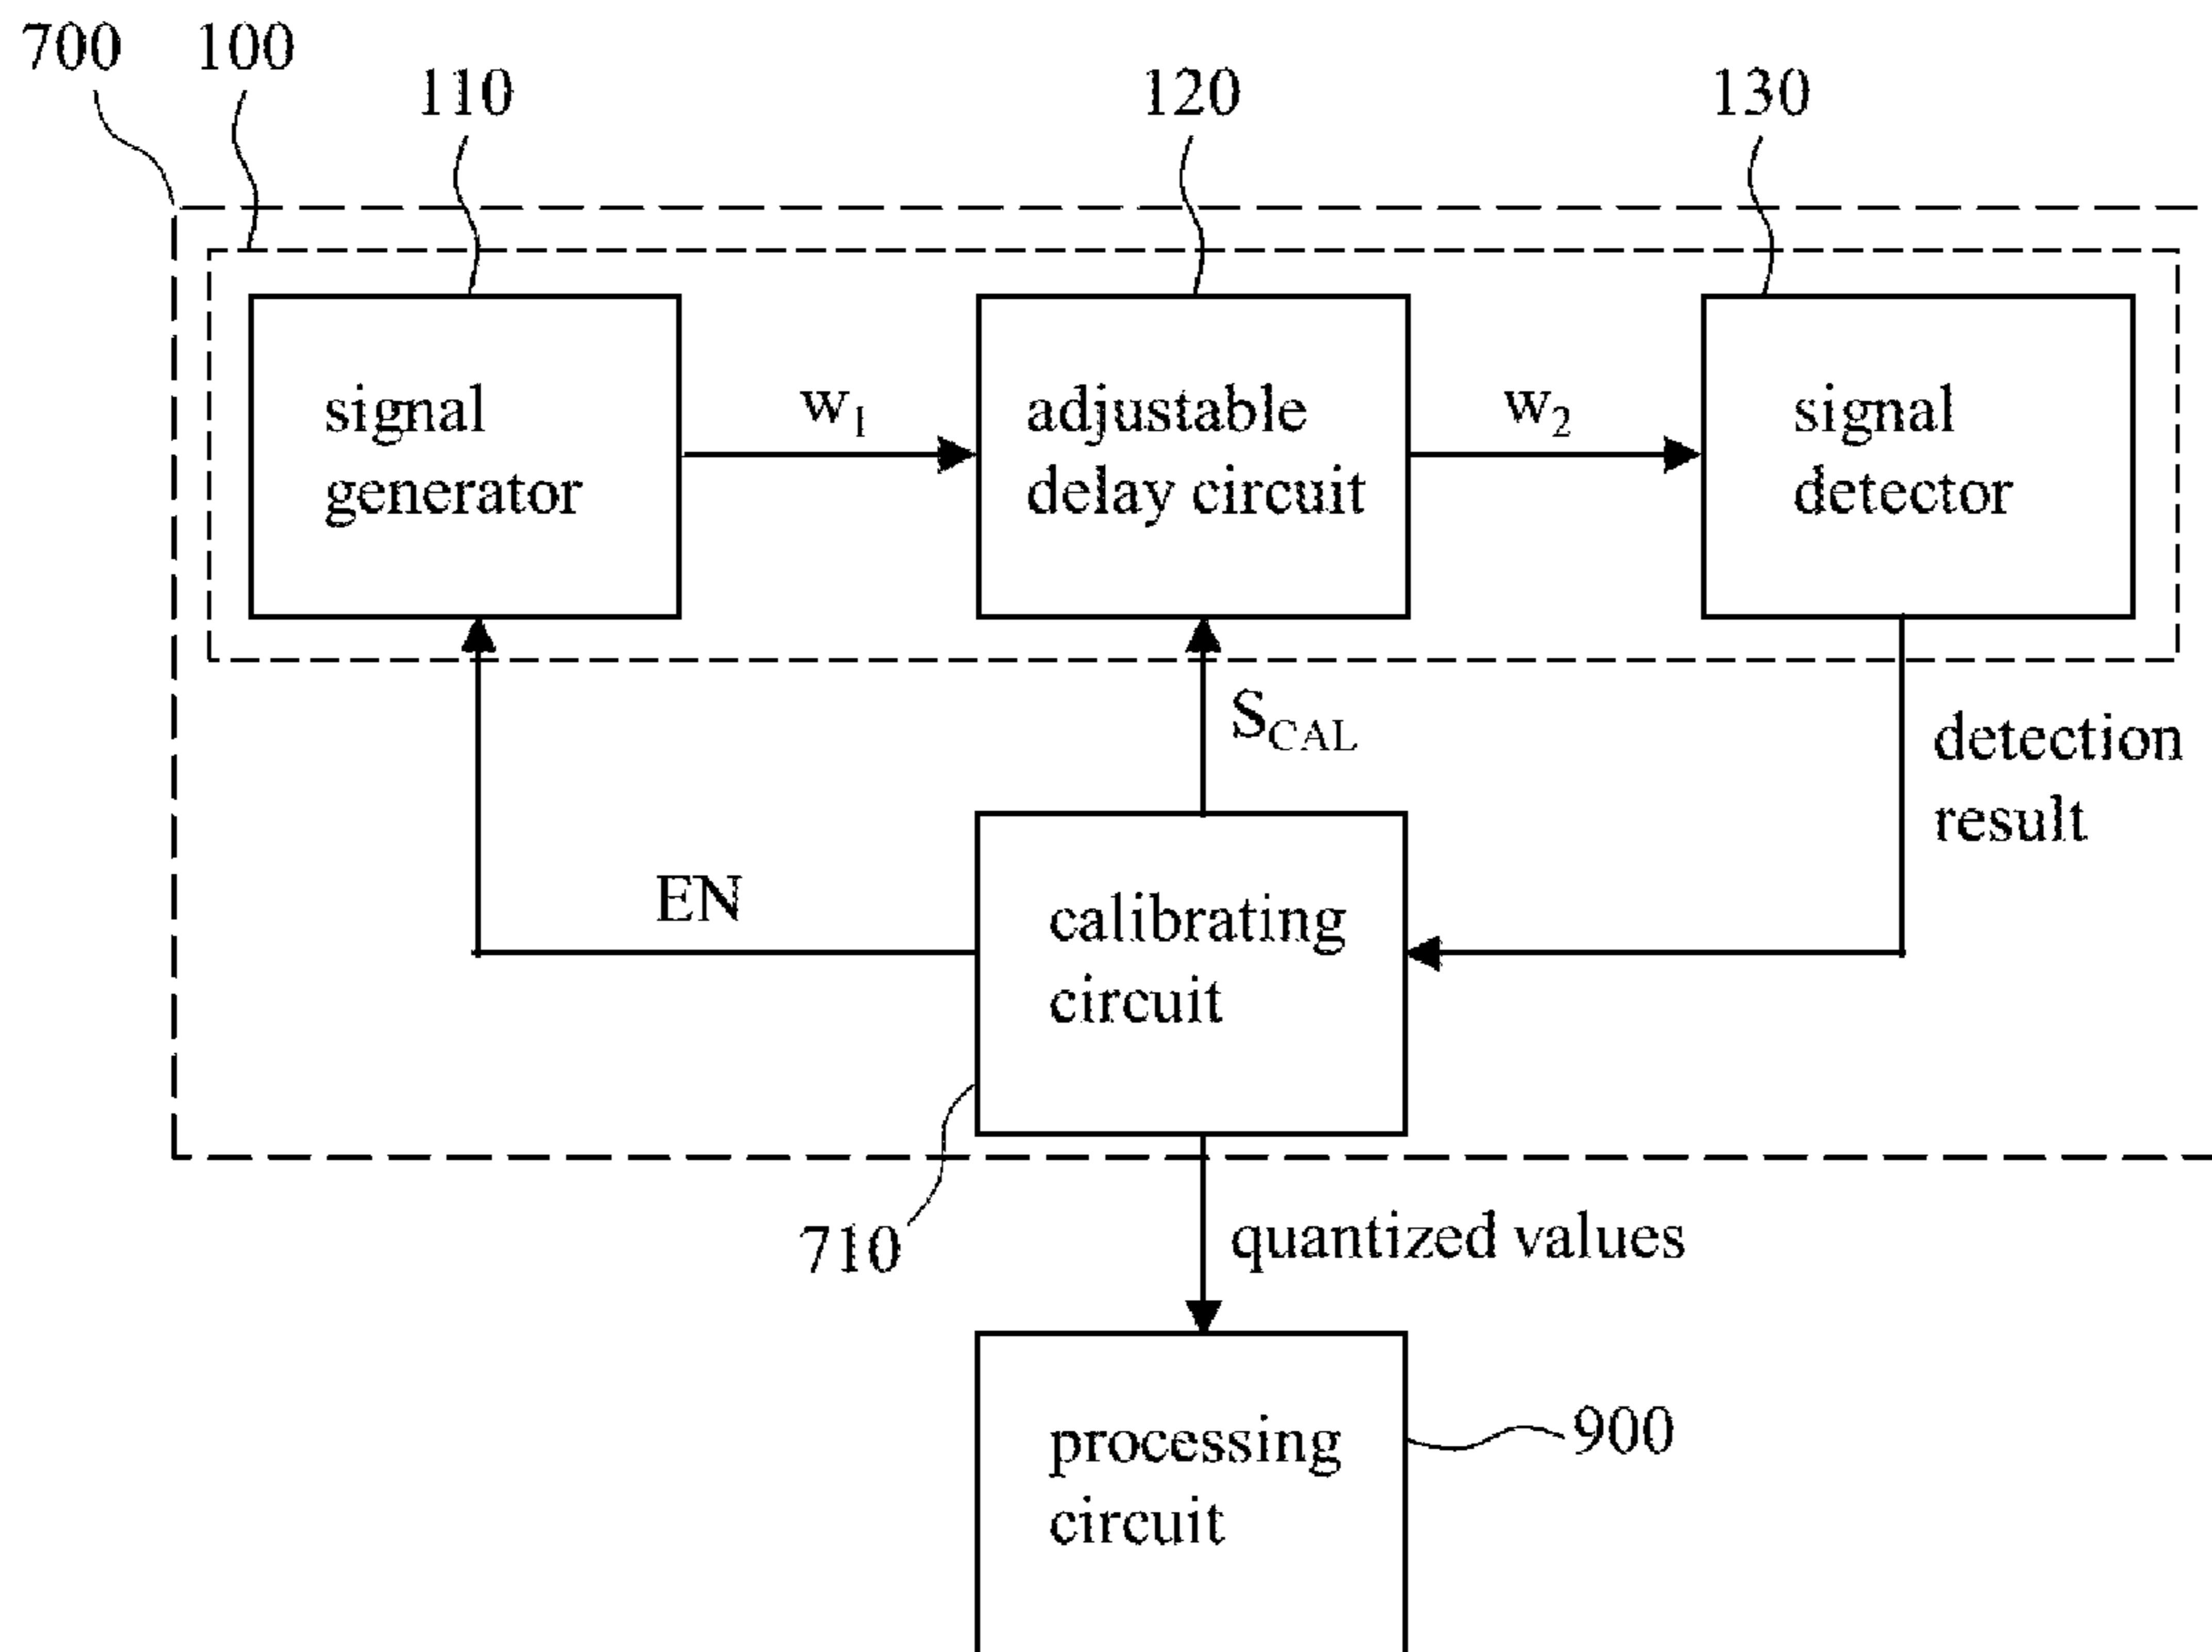 700
100
110
120
130
signal
generator
w1
adjustable
delay circuit
w2
signal
detector
SCAL
detection
result
EN
calibrating
circuit
710
quantized values
processing
circuit
900